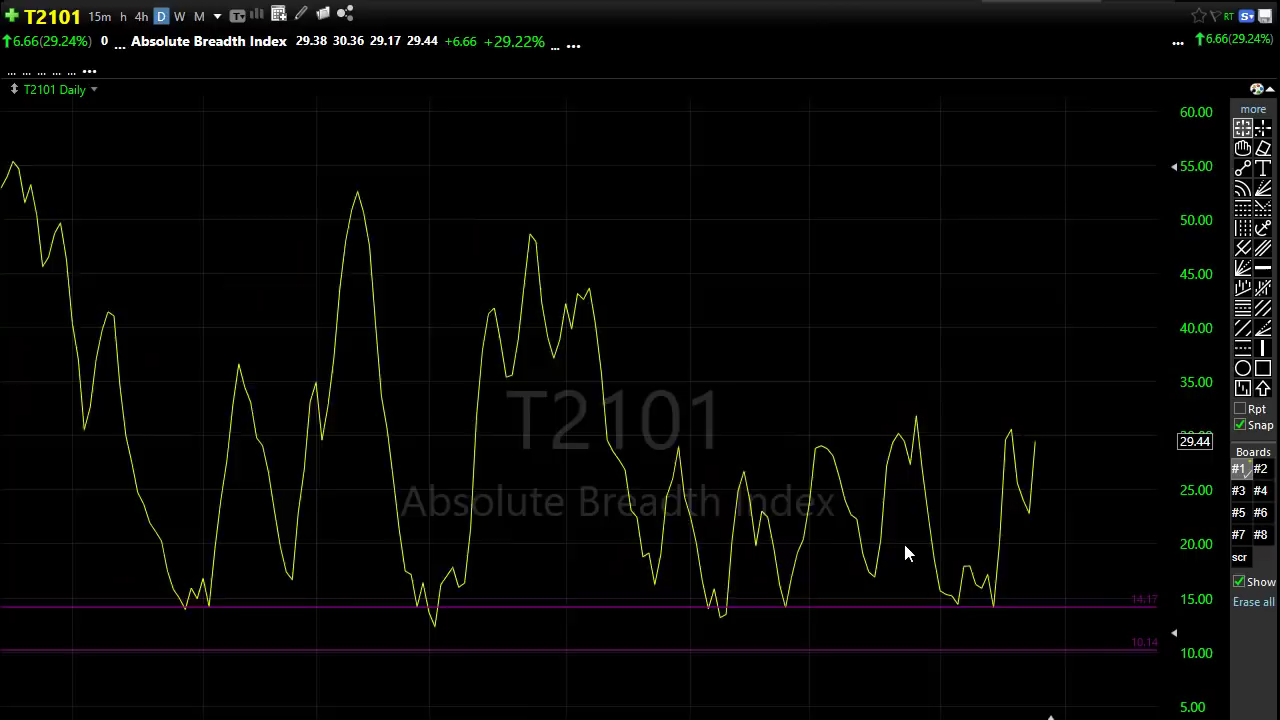 T2101 15m h 4h D W M Tv RT S
↑6.66(29.24%) 0 ... Absolute Breadth Index 29.38 30.36 29.17 29.44 +6.66 +29.22% ... ... ... ↑6.66(29.24%)
... ... ... ... ... ...
T2101 Daily
more
60.00
55.00
50.00
45.00
40.00
35.00
T2101
Rpt
Snap
29.44
Boards
#1 #2
25.00
#3 #4
Absolute Breadth Index
#5 #6
#7 #8
20.00
scr
Show
14.17
15.00
Erase all
10.14
10.00
5.00